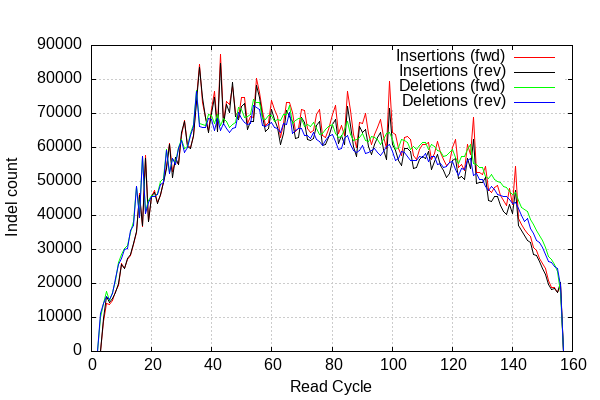 90000
80000
70000
60000
50000
40000
30000
20000
10000
0
Indel count
Insertions (fwd)
Insertions (rev)
Deletions (fwd)
Deletions (rev)
0 20 40 60 80 100 120 140 160
Read Cycle